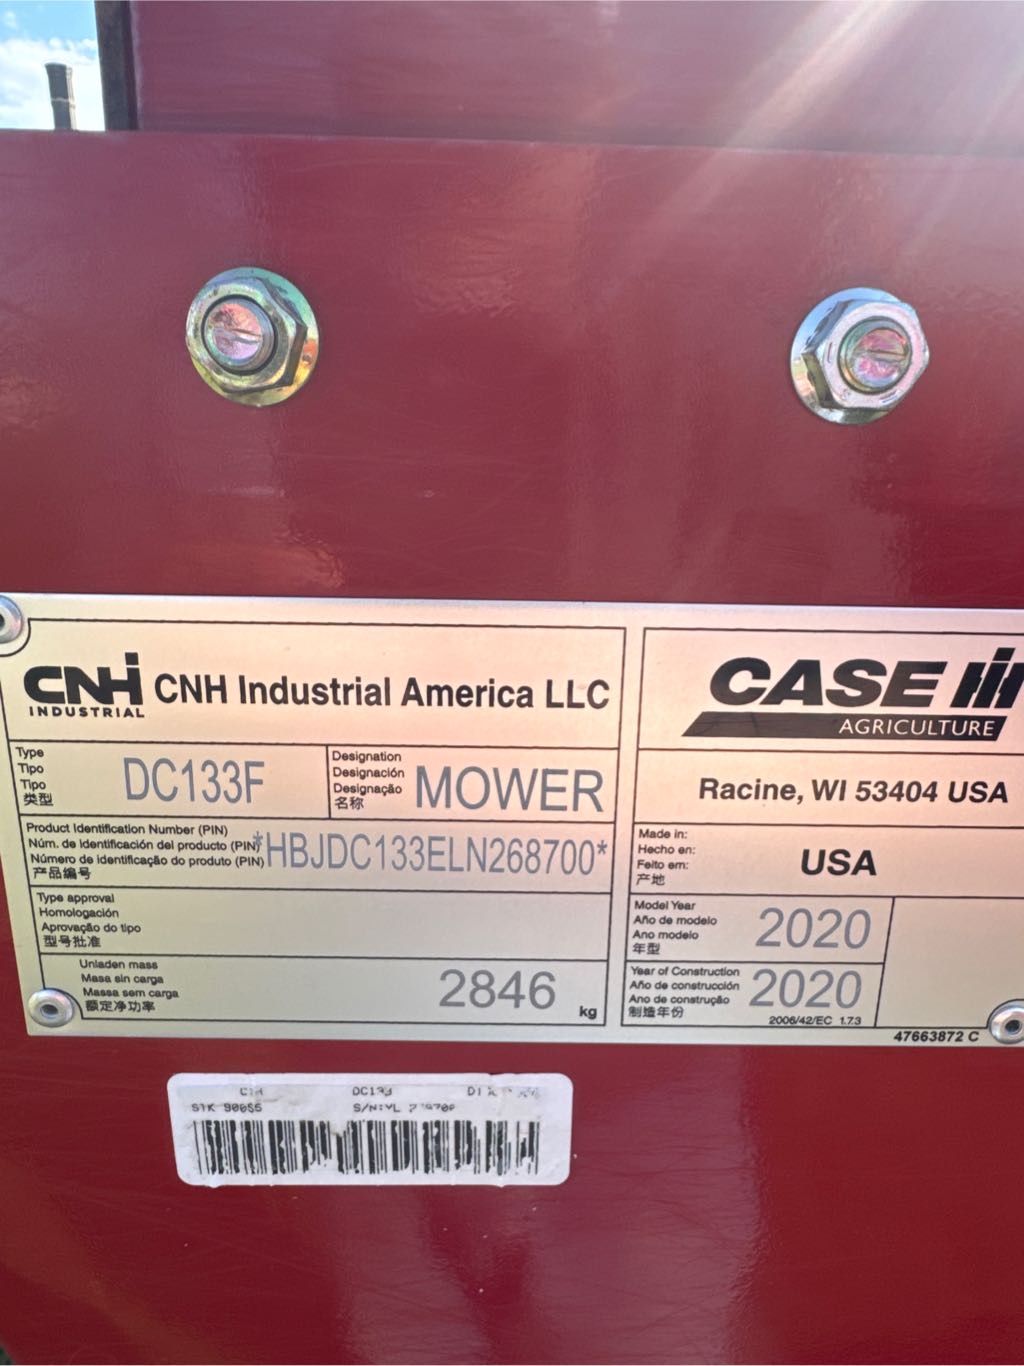 CNH
INDUSTRIAL
CNH Industrial America LLC
Type
Tipo
Tipo
类型
DC133F
Designation
Designación
Designação
名称
MOWER
Product Identification Number (PIN)
Núm. de identificación del producto (PIN)
Número de identificação do produto (PIN)
产品编号
*HBJDC133ELN268700*
Type approval
Homologación
Aprovação do tipo
型号批准
Unladen mass
Masa sin carga
Massa sem carga
额定净功率
2846
kg
CASE IH
AGRICULTURE
Racine, WI 53404 USA
Made in:
Hecho en:
Feito em:
产地
USA
Model Year
Año de modelo
Ano modelo
年型
2020
Year of Construction
Año de construcción
Ano de construção
制造年份
2020
2006/42/EC 1.7.3
47663872 C
DC133
STK